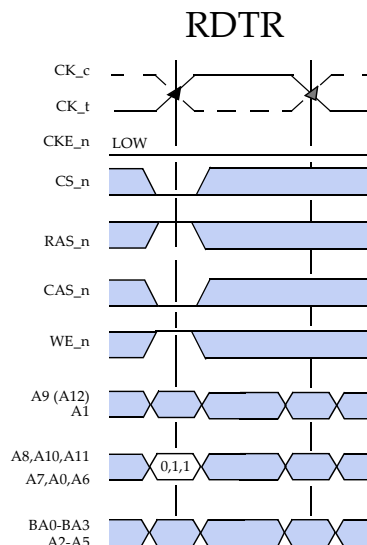 RDTR
CK_c
CK_t
CKE_n LOW
CS_n
RAS_n
CAS_n
WE_n
A9 (A12)
A1
A8,A10,A11
0,1,1
A7,A0,A6
BA0-BA3
A2-A5